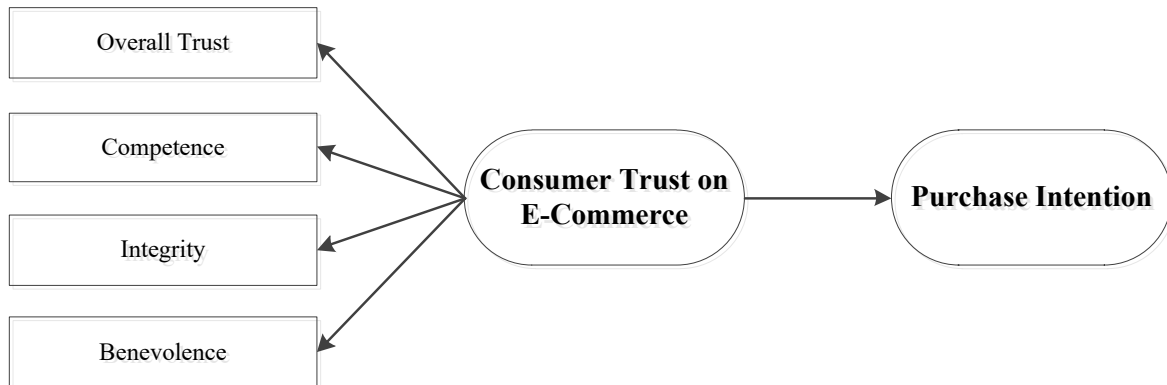 Overall Trust
Competence
Integrity
Benevolence
Consumer Trust on
E-Commerce
Purchase Intention